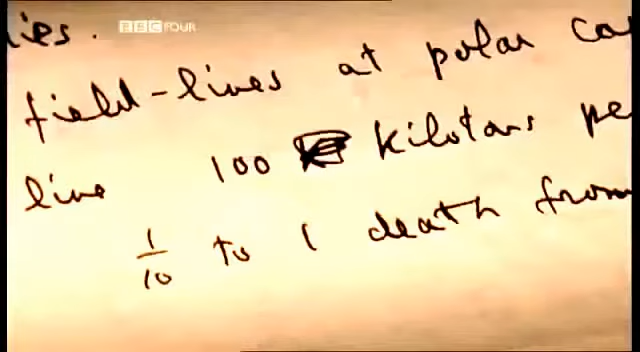 ies.
BBC FOUR
field-lines at polar ca
line 100 kilotons pe
1/10 to 1 death from